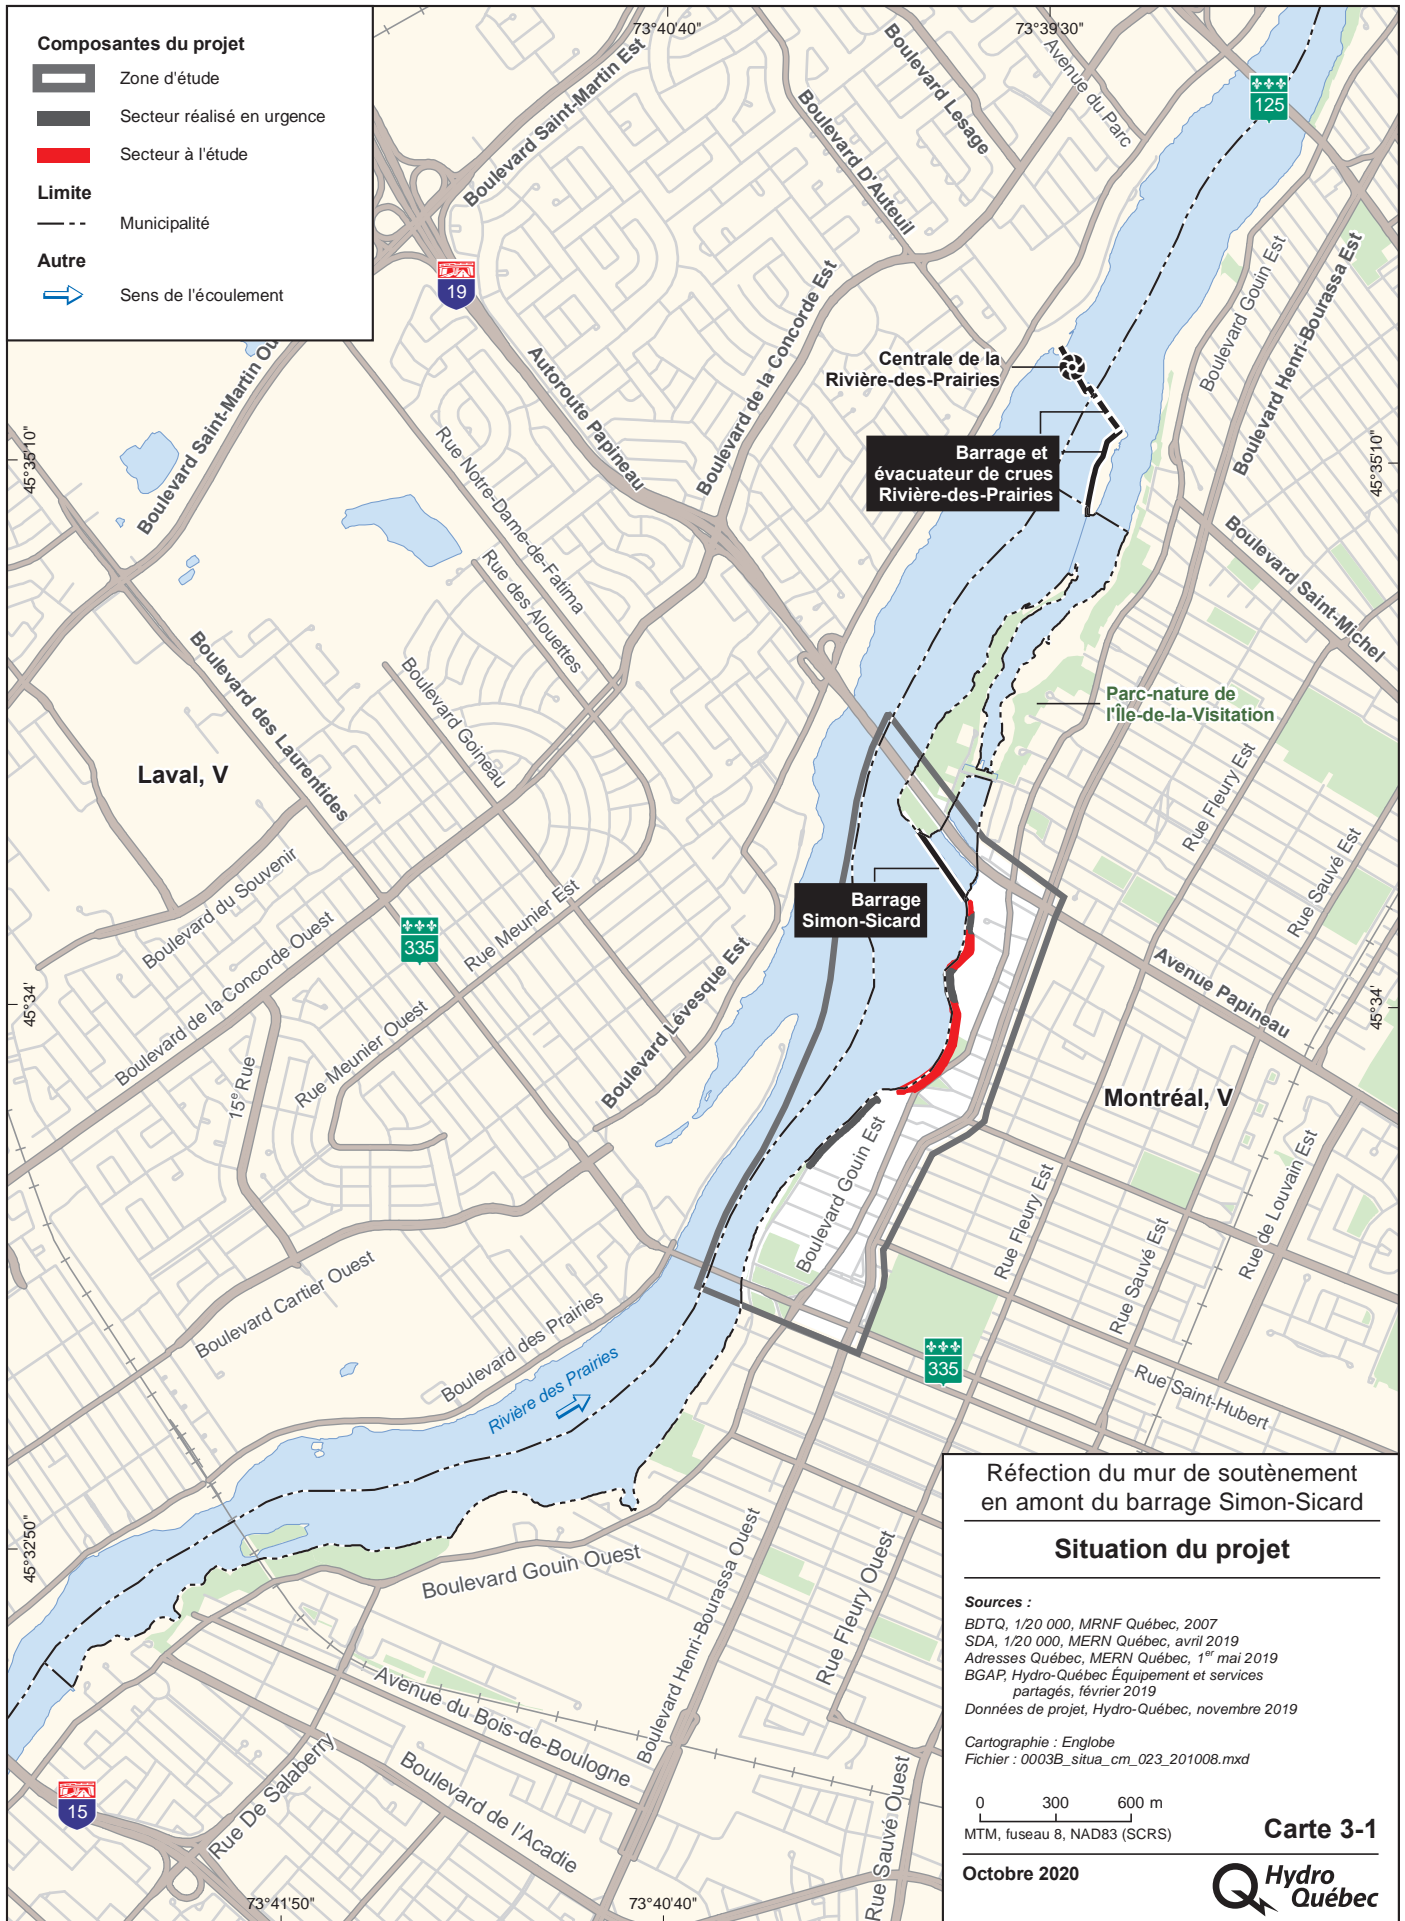 Composantes du projet
Zone d'étude
Secteur réalisé en urgence
Secteur à l'étude
Limite
Municipalité
Autre
Sens de l'écoulement
73°40'40"
73°39'30"
Boulevard Saint-Martin Est
Boulevard Lesage
Avenue du Parc
125
Boulevard D'Auteuil
19
Boulevard Gouin Est
Boulevard Henri-Bourassa Est
Boulevard de la Concorde Est
Autoroute Papineau
Centrale de la
Rivière-des-Prairies
Boulevard Saint-Martin Ou
Rue Notre-Dame-de-Fatima
45°35'10"
45°35'10"
Barrage et
évacuateur de crues
Rivière-des-Prairies
Boulevard Saint-Michel
Rue des Alouettes
Boulevard des Laurentides
Boulevard Goineau
Parc-nature de
l'Île-de-la-Visitation
Laval, V
Rue Fleury Est
Rue Sauvé Est
Boulevard du Souvenir
Barrage
Simon-Sicard
335
Rue Meunier Est
Boulevard de la Concorde Ouest
Boulevard Lévesque Est
Avenue Papineau
45°34'
45°34'
Rue Meunier Ouest
15e Rue
Montréal, V
Boulevard Gouin Est
Rue Fleury Est
Rue Sauvé Est
Rue de Louvain Est
Boulevard Cartier Ouest
Boulevard des Prairies
Rivière des Prairies
335
Rue Saint-Hubert
45°32'50"
Boulevard Gouin Ouest
Boulevard Henri-Bourassa Ouest
Rue Fleury Ouest
Avenue du Bois-de-Boulogne
Boulevard de l'Acadie
Rue De Salaberry
15
Rue Sauvé Ouest
73°41'50"
73°40'40"
Réfection du mur de soutènement
en amont du barrage Simon-Sicard
Situation du projet
Sources :
BDTQ, 1/20 000, MRNF Québec, 2007
SDA, 1/20 000, MERN Québec, avril 2019
Adresses Québec, MERN Québec, 1er mai 2019
BGAP, Hydro-Québec Équipement et services
partagés, février 2019
Données de projet, Hydro-Québec, novembre 2019
Cartographie : Englobe
Fichier : 0003B_situa_cm_023_201008.mxd
0 300 600 m
MTM, fuseau 8, NAD83 (SCRS)
Carte 3-1
Octobre 2020
Hydro
Québec